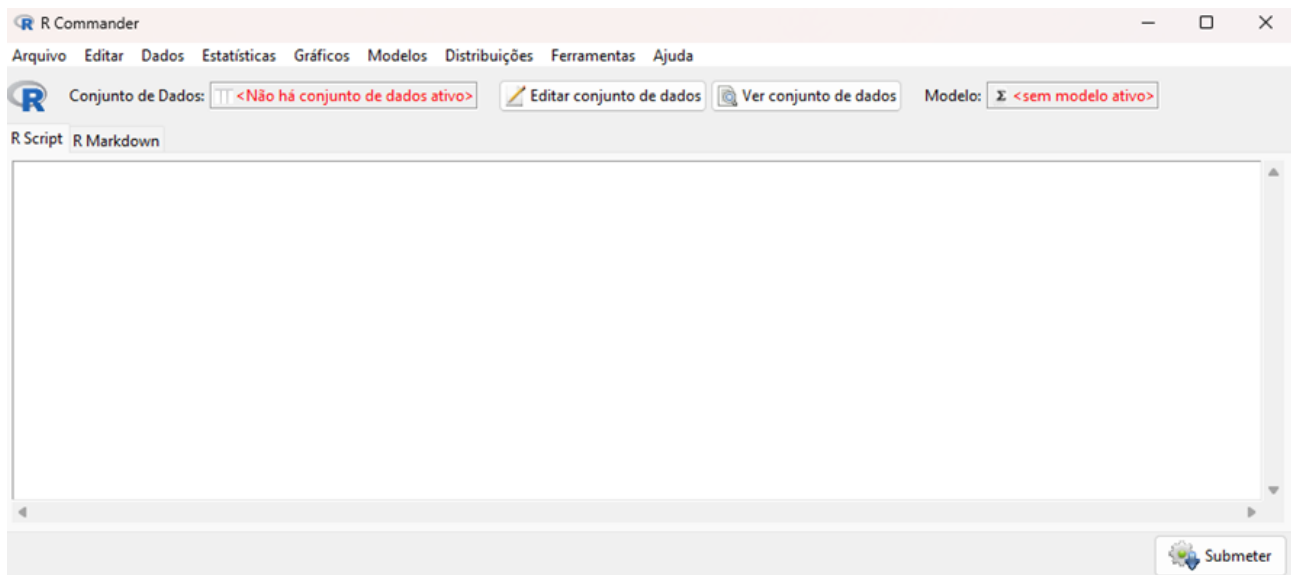 R Commander
Arquivo Editar Dados Estatísticas Gráficos Modelos Distribuições Ferramentas Ajuda
R Conjunto de Dados: <Não há conjunto de dados ativo> Editar conjunto de dados Ver conjunto de dados Modelo: Σ <sem modelo ativo>
R Script R Markdown
Submeter